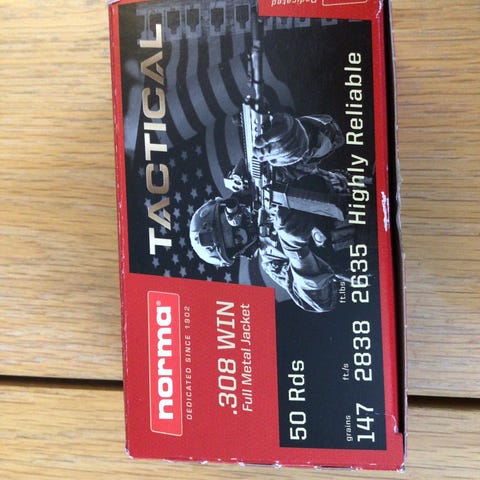 norma®
DEDICATED SINCE 1902
TACTICAL
.308 WIN
Full Metal Jacket
50 Rds
grains ft/s ft.lbs
147 2838 2635 Highly Reliable
Dedicated